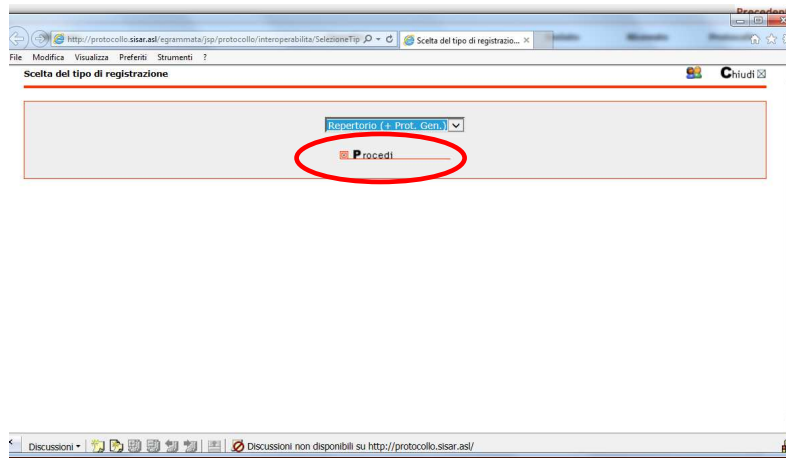 Precedent
http://protocollo.sisar.asl/egrammata/jsp/protocollo/interoperabilita/SelezioneTip
Scelta del tipo di registrazio... ×
File Modifica Visualizza Preferiti Strumenti ?
Scelta del tipo di registrazione
Chiudi
Repertorio (+ Prot. Gen.)
Procedi
Discussioni
Discussioni non disponibili su http://protocollo.sisar.asl/